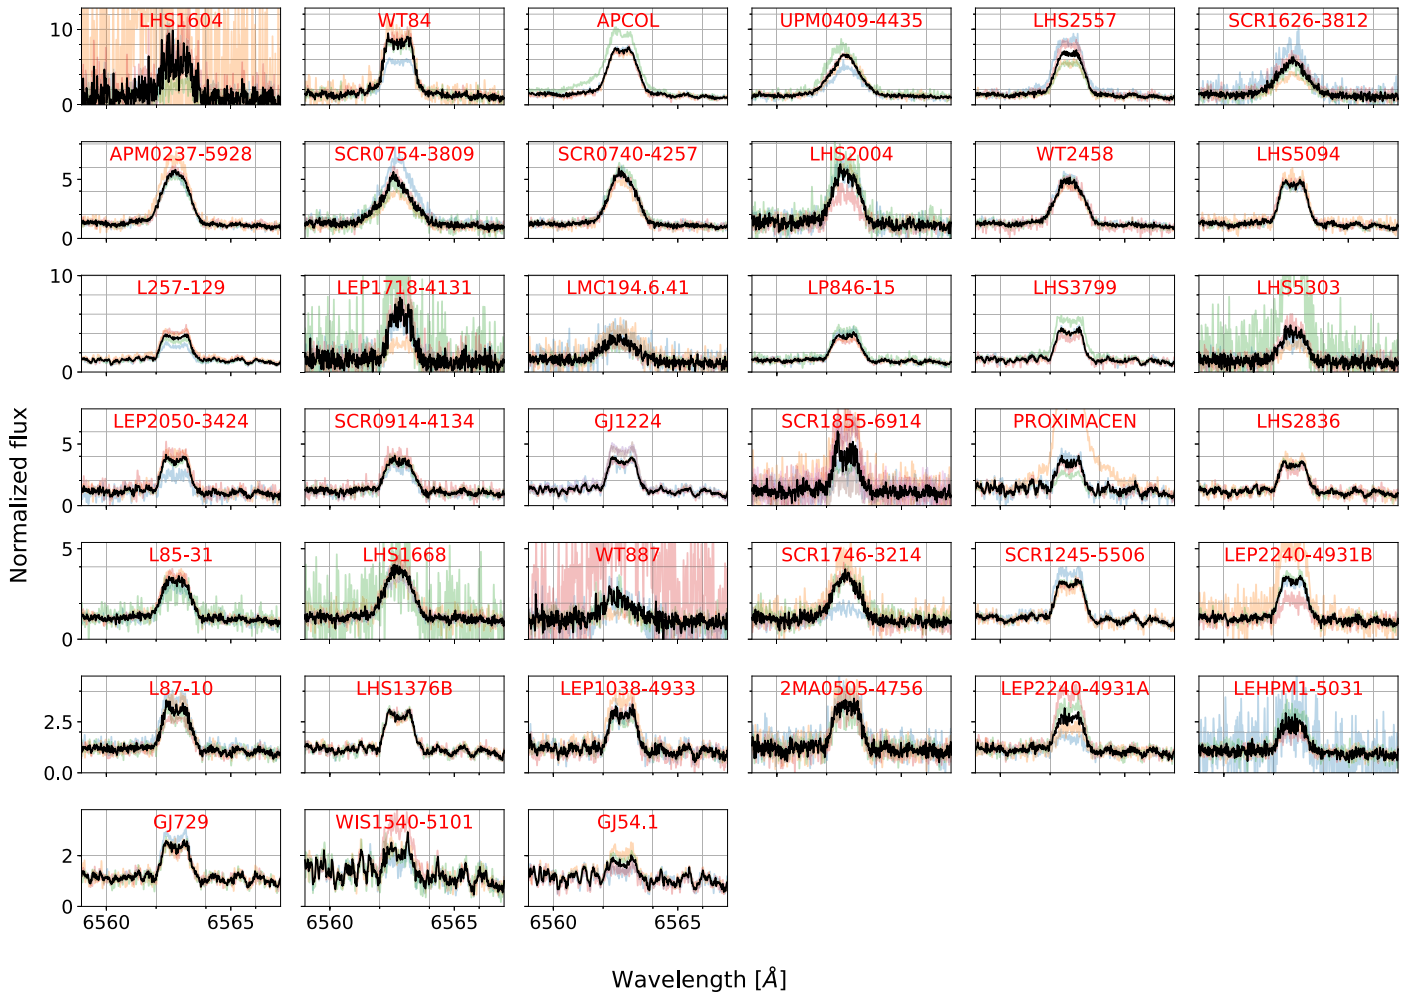 LHS1604 WT84 APCOL UPM0409-4435 LHS2557 SCR1626-3812
10
0
APM0237-5928 SCR0754-3809 SCR0740-4257 LHS2004 WT2458 LHS5094
5
0
10
L257-129 LEP1718-4131 LMC194.6.41 LP846-15 LHS3799 LHS5303
5
0
Normalized flux
LEP2050-3424 SCR0914-4134 GJ1224 SCR1855-6914 PROXIMACEN LHS2836
5
0
5
L85-31 LHS1668 WT887 SCR1746-3214 SCR1245-5506 LEP2240-4931B
0
L87-10 LHS1376B LEP1038-4933 2MA0505-4756 LEP2240-4931A LEHPM1-5031
2.5
0.0
GJ729 WIS1540-5101 GJ54.1
2
0
6560 6565 6560 6565 6560 6565
Wavelength [Å]